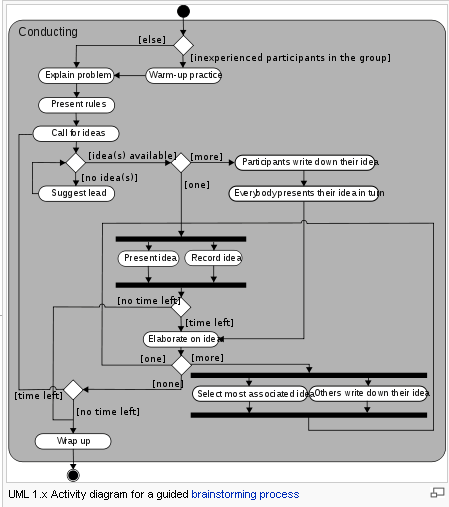 Conducting
[else]
[inexperienced participants in the group]
Explain problem
Warm-up practice
Present rules
Call for ideas
[idea(s) available]
[more]
Participants write down their idea
[no idea(s)]
[one]
Suggest lead
Everybody presents their idea in turn
Present idea
Record idea
[no time left]
[time left]
Elaborate on idea
[one]
[more]
[none]
[time left]
Select most associated idea
Others write down their idea
[no time left]
Wrap up
UML 1.x Activity diagram for a guided brainstorming process